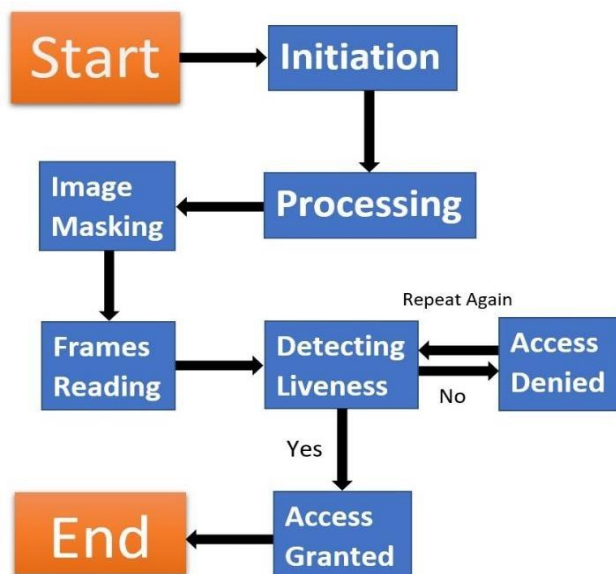 Start
Initiation
Image
Masking
Processing
Repeat Again
Frames
Reading
Detecting
Liveness
Access
Denied
No
Yes
End
Access
Granted